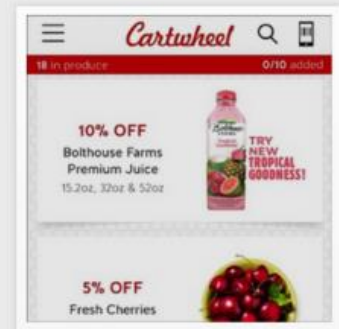 Cartwheel
18 in produce
0/10 added
10% OFF
Bolthouse Farms
Premium Juice
15.2oz, 32oz & 52oz
TRY
NEW
TROPICAL
GOODNESS!
5% OFF
Fresh Cherries